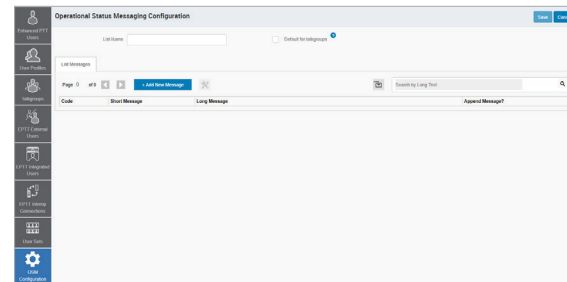 Operational Status Messaging Configuration
Save
Enhanced PTT
Users
List Name
Default for talkgroups
User Profiles
List Messages
Page 0 of 0
+ Add New Message
Search by Long Text
Talkgroups
Code Short Message Long Message Append Message?
EPTT External
Users
EPTT Integrated
Users
EPTT Interop
Connections
User Sets
OSM
Configuration